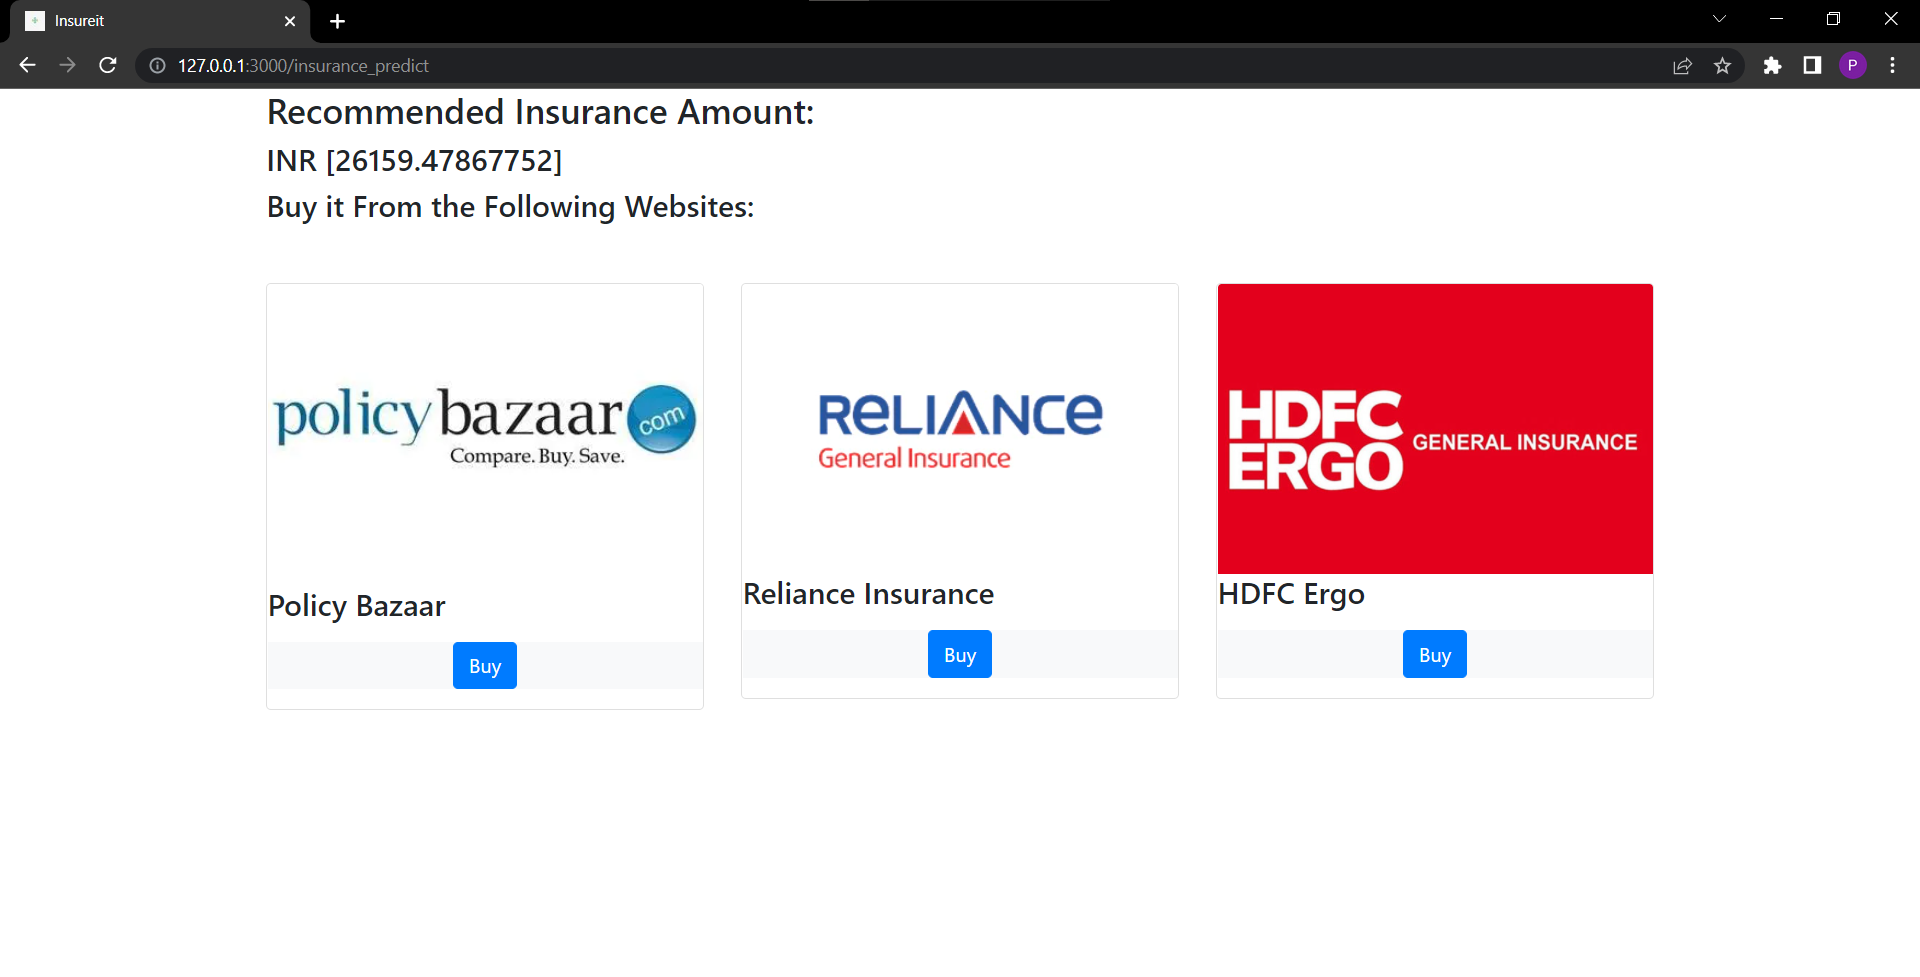 Insureit
127.0.0.1:3000/insurance_predict
P
Recommended Insurance Amount:
INR [26159.47867752]
Buy it From the Following Websites:
policybazaar com
Compare. Buy. Save.
Policy Bazaar
Buy
RELIANCE
General Insurance
Reliance Insurance
Buy
HDFC
ERGO GENERAL INSURANCE
HDFC Ergo
Buy